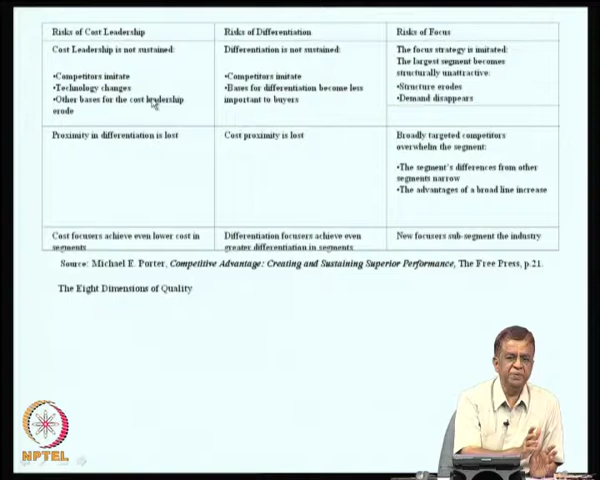 Risks of Cost Leadership
Risks of Differentiation
Risks of Focus
Cost Leadership is not sustained:
•Competitors imitate
•Technology changes
•Other bases for the cost leadership
erode
Differentiation is not sustained:
•Competitors imitate
•Bases for differentiation become less
important to buyers
The focus strategy is imitated:
The largest segment becomes
structurally unattractive:
•Structure erodes
•Demand disappears
Proximity in differentiation is lost
Cost proximity is lost
Broadly targeted competitors
overwhelm the segment:
•The segment's differences from other
segments narrow
•The advantages of a broad line increase
Cost focusers achieve even lower cost in
segments
Differentiation focusers achieve even
greater differentiation in segments
New focusers sub-segment the industry
Source: Michael E. Porter, Competitive Advantage: Creating and Sustaining Superior Performance, The Free Press, p.21.
The Eight Dimensions of Quality
NPTEL